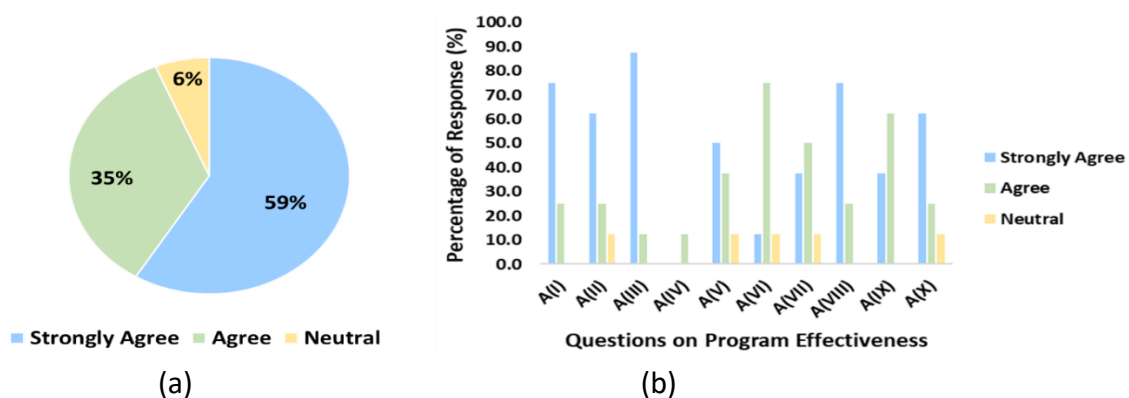 6%
35%
59%
Strongly Agree Agree Neutral
(a)
Percentage of Response (%)
100.0
90.0
80.0
70.0
60.0
50.0
40.0
30.0
20.0
10.0
0.0
A(I) A(II) A(III) A(IV) A(V) A(VI) A(VII) A(VIII) A(IX) A(X)
Questions on Program Effectiveness
Strongly Agree
Agree
Neutral
(b)